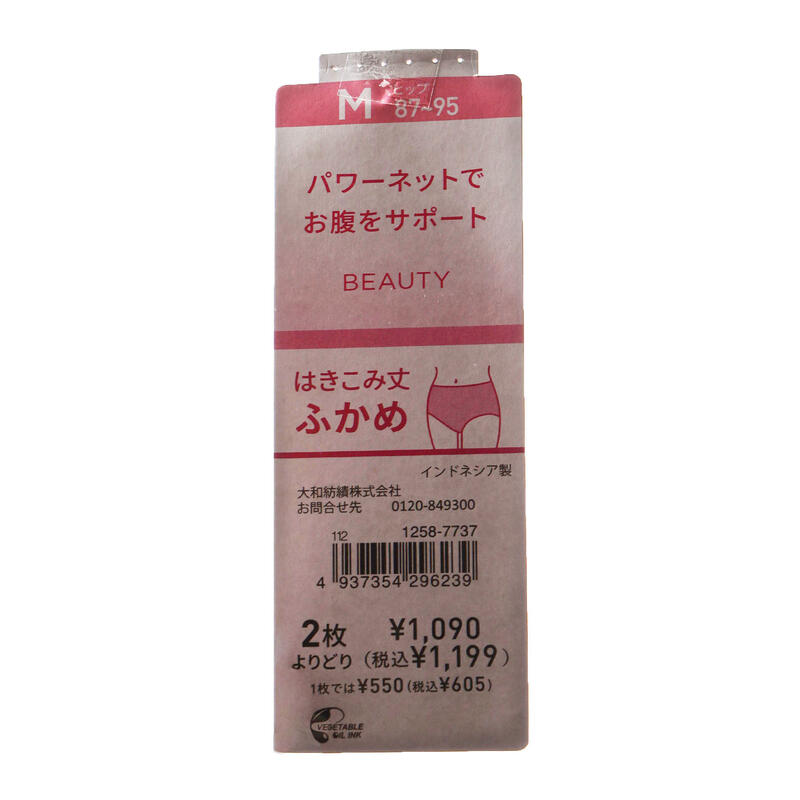 M ヒップ 87~95
パワーネットで
お腹をサポート
BEAUTY
はきこみ丈
ふかめ
インドネシア製
大和紡績株式会社
お問合せ先 0120-849300
112 1258-7737
4 937354 296239
2枚 ¥1,090
よりどり (税込¥1,199)
1枚では¥550(税込¥605)
VEGETABLE
OIL INK